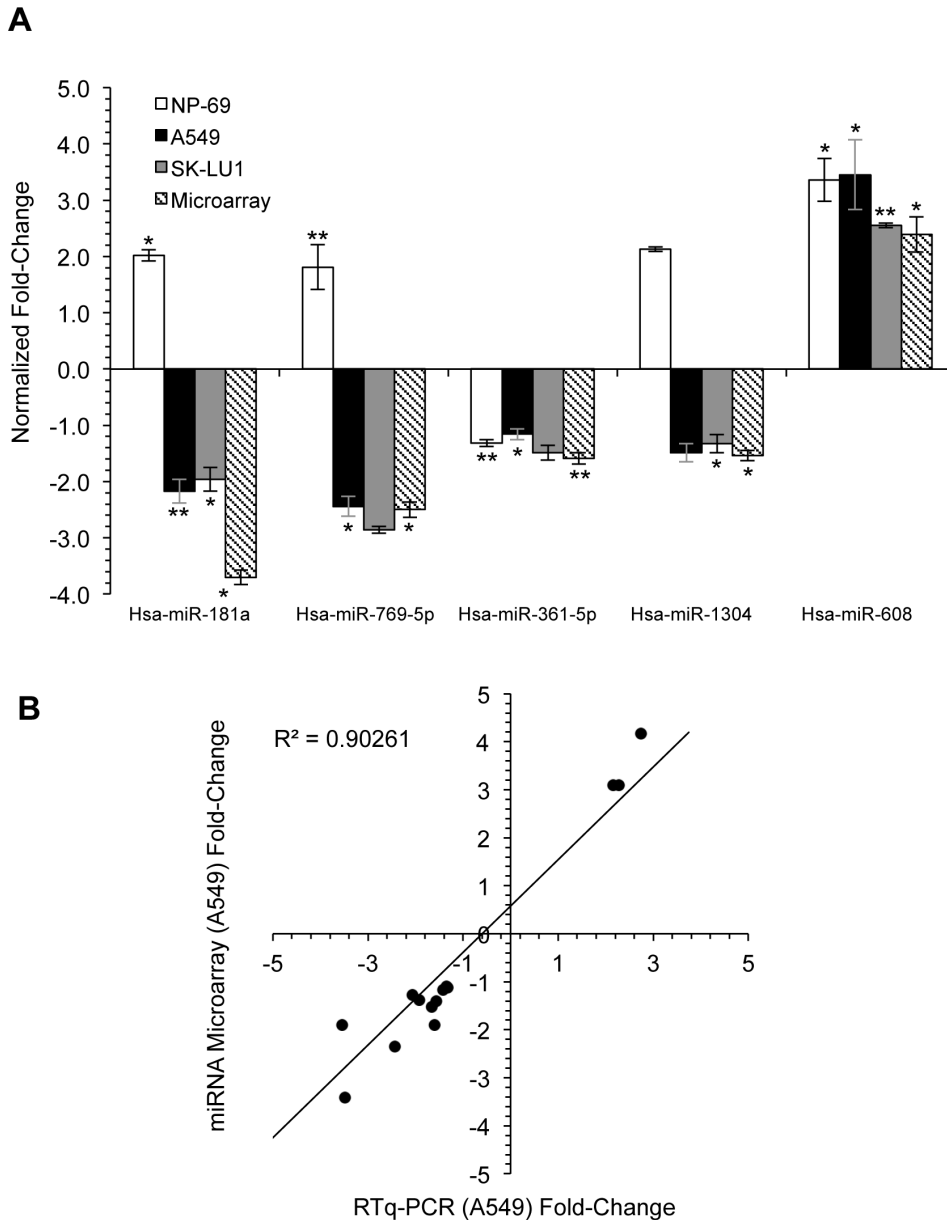 A
5.0
4.0
3.0
2.0
1.0
0.0
-1.0
-2.0
-3.0
-4.0
Normalized Fold-Change
NP-69
A549
SK-LU1
Microarray
* ** * * ** *
** * * * ** * ** * *
*
Hsa-miR-181a Hsa-miR-769-5p Hsa-miR-361-5p Hsa-miR-1304 Hsa-miR-608
B
R² = 0.90261
miRNA Microarray (A549) Fold-Change
5
4
3
2
1
0
-1
-2
-3
-4
-5
-5 -3 -1 1 3 5
RTq-PCR (A549) Fold-Change